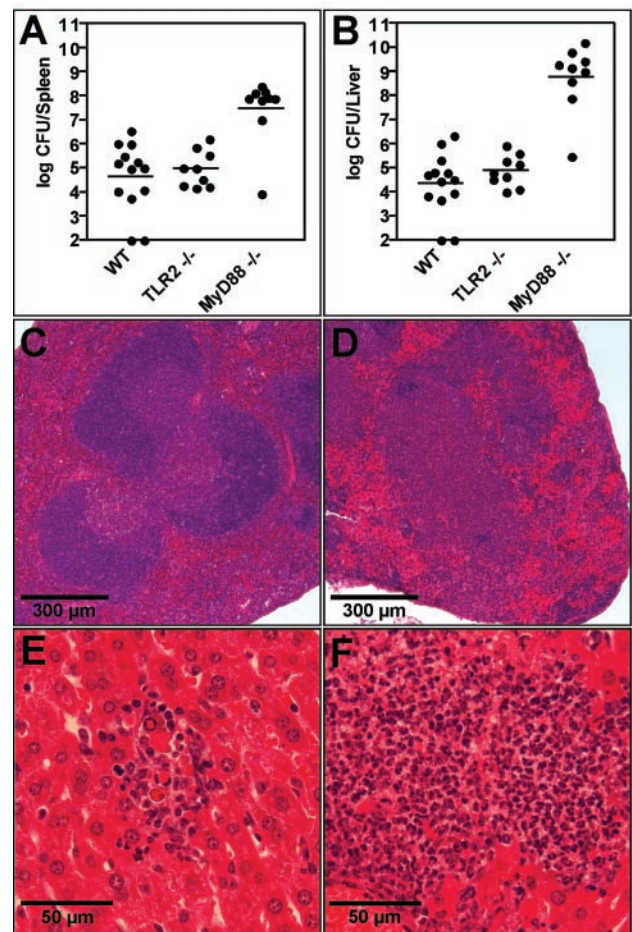 A
log CFU/Spleen
11
10
9
8
7
6
5
4
3
2
WT
TLR2 -/-
MyD88 -/-
B
log CFU/Liver
11
10
9
8
7
6
5
4
3
2
WT
TLR2 -/-
MyD88 -/-
C
300 µm
D
300 µm
E
50 µm
F
50 µm